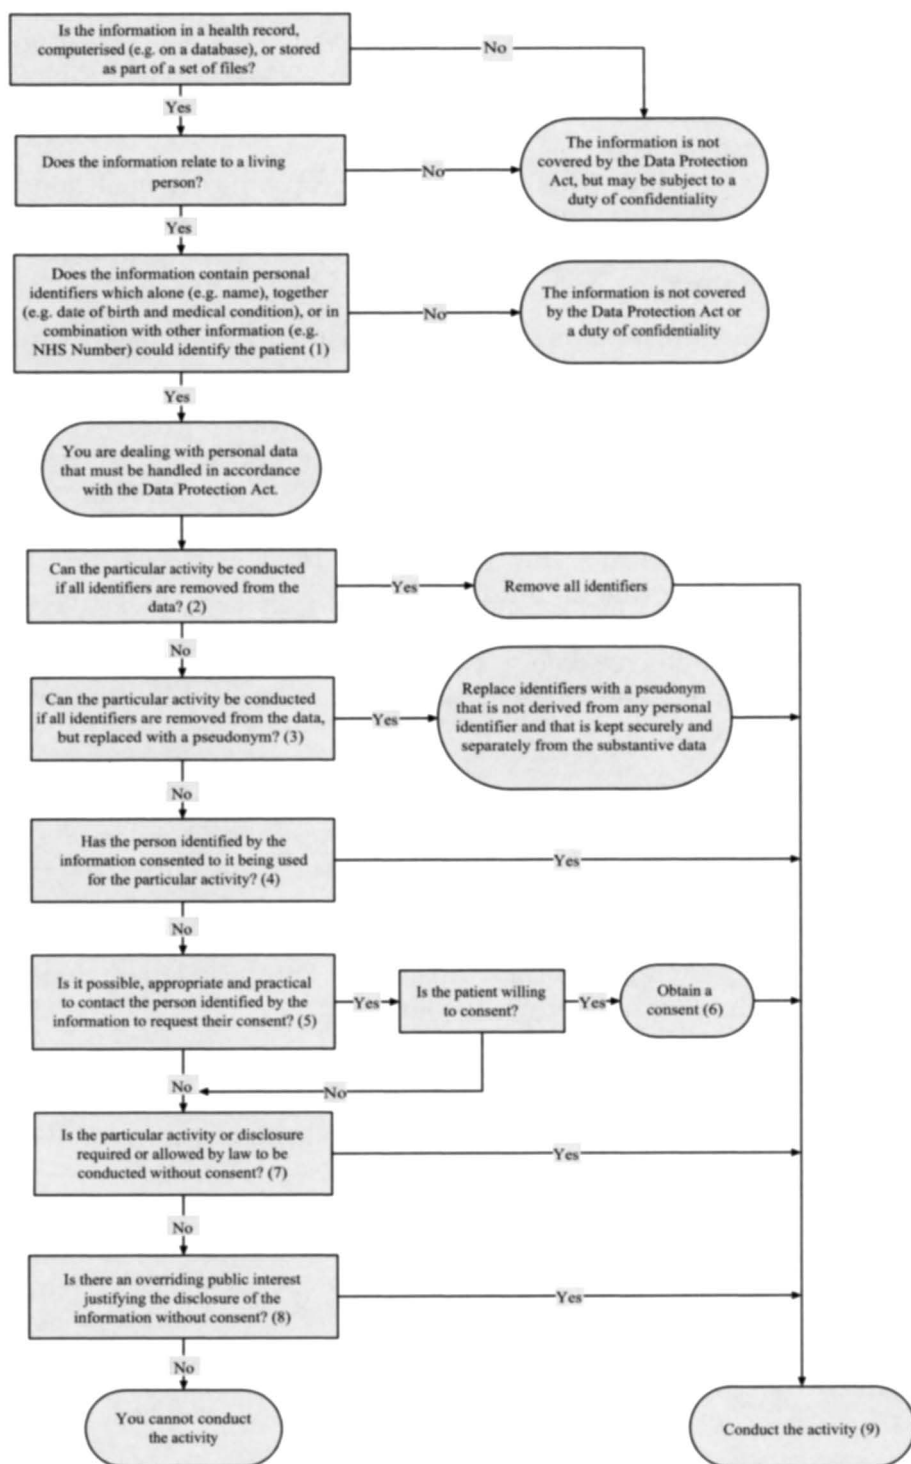 Is the information in a health record,
computerised (e.g. on a database), or stored
as part of a set of files?
No
Yes
The information is not
covered by the Data Protection
Act, but may be subject to a
duty of confidentiality
Does the information relate to a living
person?
No
Yes
Does the information contain personal
identifiers which alone (e.g. name), together
(e.g. date of birth and medical condition), or in
combination with other information (e.g.
NHS Number) could identify the patient (1)
No
The information is not covered
by the Data Protection Act or
a duty of confidentiality
Yes
You are dealing with personal data
that must be handled in accordance
with the Data Protection Act.
Can the particular activity be conducted
if all identifiers are removed from the
data? (2)
Yes
Remove all identifiers
No
Can the particular activity be conducted
if all identifiers are removed from the data,
but replaced with a pseudonym? (3)
Yes
Replace identifiers with a pseudonym
that is not derived from any personal
identifier and that is kept securely and
separately from the substantive data
No
Has the person identified by the
information consented to it being used
for the particular activity? (4)
Yes
No
Is it possible, appropriate and practical
to contact the person identified by the
information to request their consent? (5)
Yes
Is the patient willing
to consent?
Yes
Obtain a
consent (6)
No
No
Is the particular activity or disclosure
required or allowed by law to be
conducted without consent? (7)
Yes
No
Is there an overriding public interest
justifying the disclosure of the
information without consent? (8)
Yes
No
You cannot conduct
the activity
Conduct the activity (9)